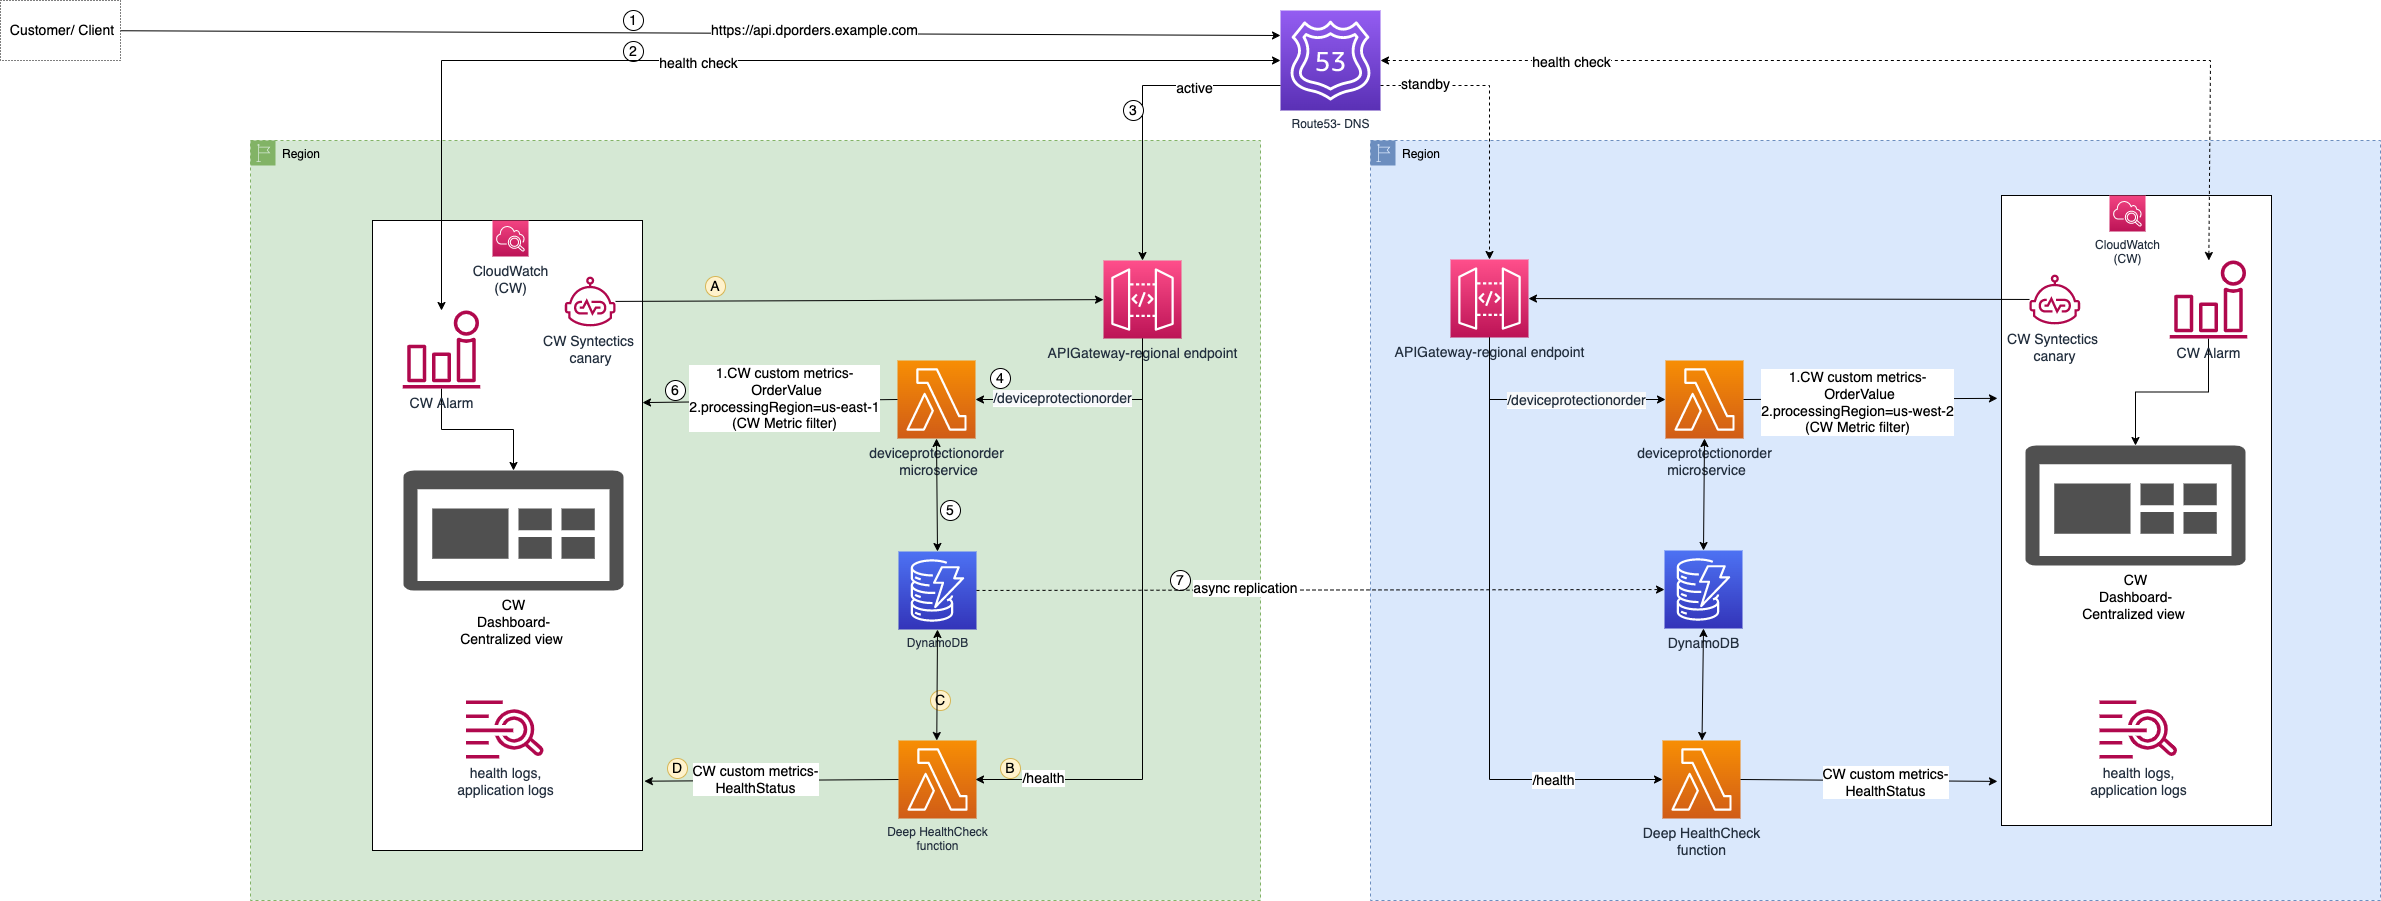 Customer/ Client
1
https://api.dporders.example.com
2
health check
53
Route53- DNS
health check
active
standby
3
Region
CloudWatch
(CW)
CW Syntectics
canary
A
CW Alarm
CW
Dashboard-
Centralized view
health logs,
application logs
APIGateway-regional endpoint
4
/deviceprotectionorder
deviceprotectionorder
microservice
6
1.CW custom metrics-
OrderValue
2.processingRegion=us-east-1
(CW Metric filter)
5
DynamoDB
7
async replication
C
B
/health
Deep HealthCheck
function
D
CW custom metrics-
HealthStatus
Region
APIGateway-regional endpoint
/deviceprotectionorder
deviceprotectionorder
microservice
1.CW custom metrics-
OrderValue
2.processingRegion=us-west-2
(CW Metric filter)
DynamoDB
/health
Deep HealthCheck
function
CW custom metrics-
HealthStatus
CloudWatch
(CW)
CW Syntectics
canary
CW Alarm
CW
Dashboard-
Centralized view
health logs,
application logs